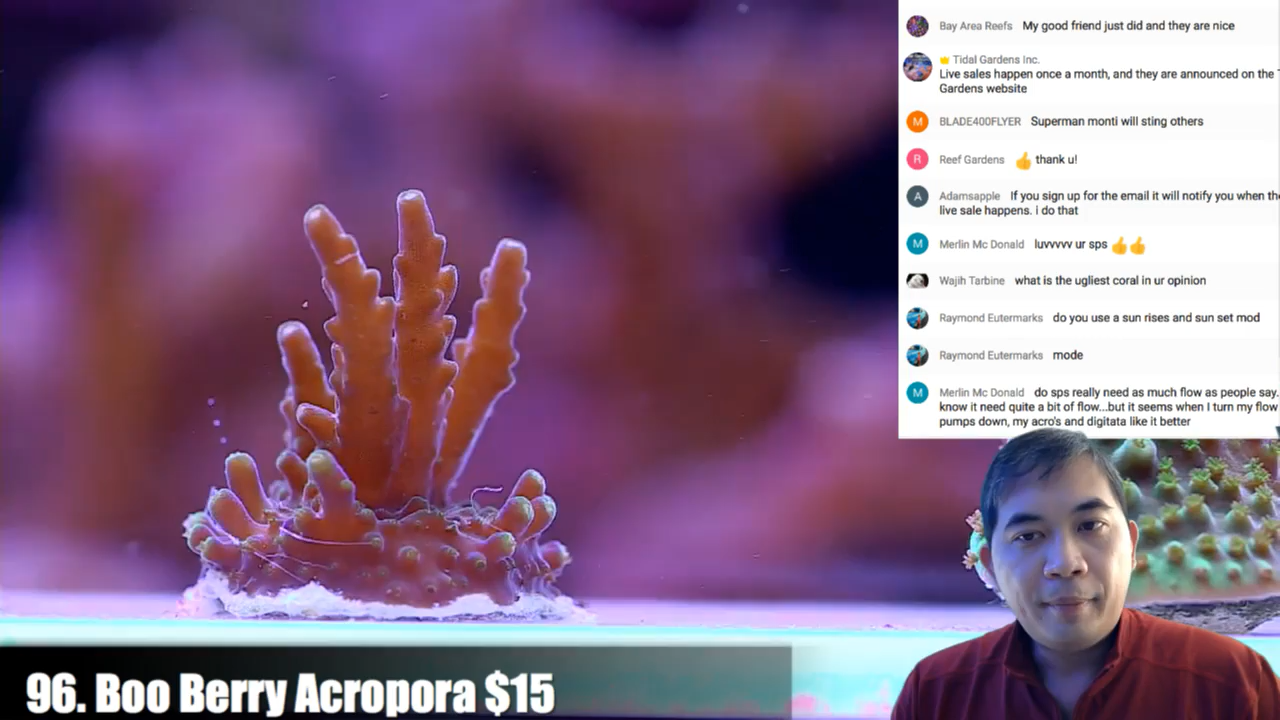 Bay Area Reefs My good friend just did and they are nice
Tidal Gardens Inc.
Live sales happen once a month, and they are announced on the
Gardens website
M BLADE400FLYER Superman monti will sting others
R Reef Gardens 👍 thank u!
A Adamsapple If you sign up for the email it will notify you when the
live sale happens. i do that
M Merlin Mc Donald luvvvvv ur sps 👍👍
Wajih Tarbine what is the ugliest coral in ur opinion
Raymond Eutermarks do you use a sun rises and sun set mod
Raymond Eutermarks mode
M Merlin Mc Donald do sps really need as much flow as people say.
know it need quite a bit of flow...but it seems when I turn my flow
pumps down, my acro's and digitata like it better
96. Boo Berry Acropora $15